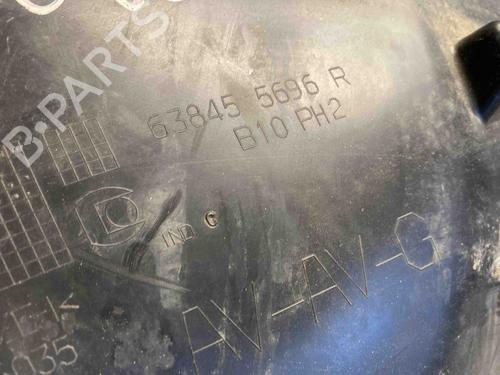 B-PARTS
63845 5696 R
B10 PH2
IND G
AV-AV-G
035